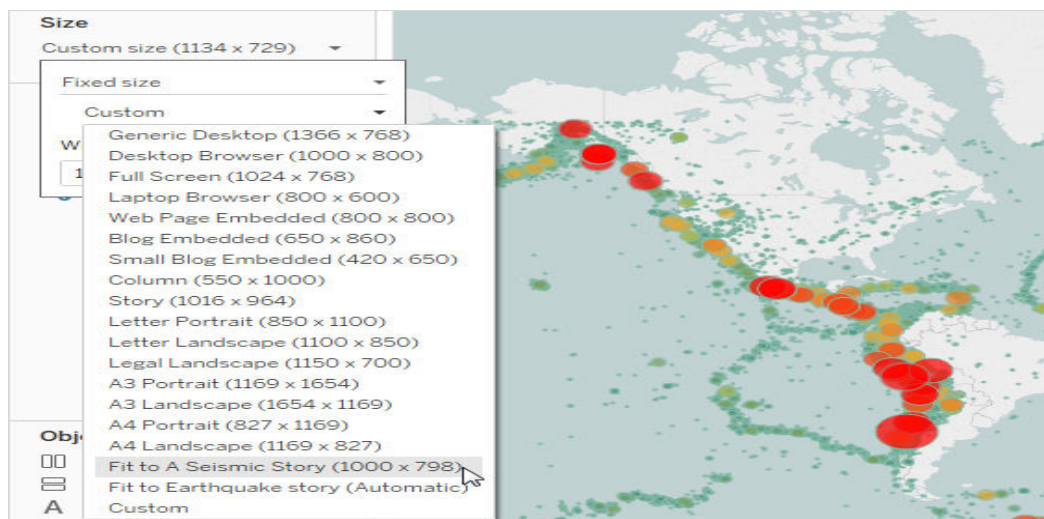 Size
Custom size (1134 x 729)
Fixed size
Custom
Generic Desktop (1366 x 768)
Desktop Browser (1000 x 800)
Full Screen (1024 x 768)
Laptop Browser (800 x 600)
Web Page Embedded (800 x 800)
Blog Embedded (650 x 860)
Small Blog Embedded (420 x 650)
Column (550 x 1000)
Story (1016 x 964)
Letter Portrait (850 x 1100)
Letter Landscape (1100 x 850)
Legal Landscape (1150 x 700)
A3 Portrait (1169 x 1654)
A3 Landscape (1654 x 1169)
A4 Portrait (827 x 1169)
A4 Landscape (1169 x 827)
Fit to A Seismic Story (1000 x 798)
Fit to Earthquake story (Automatic)
Custom
A